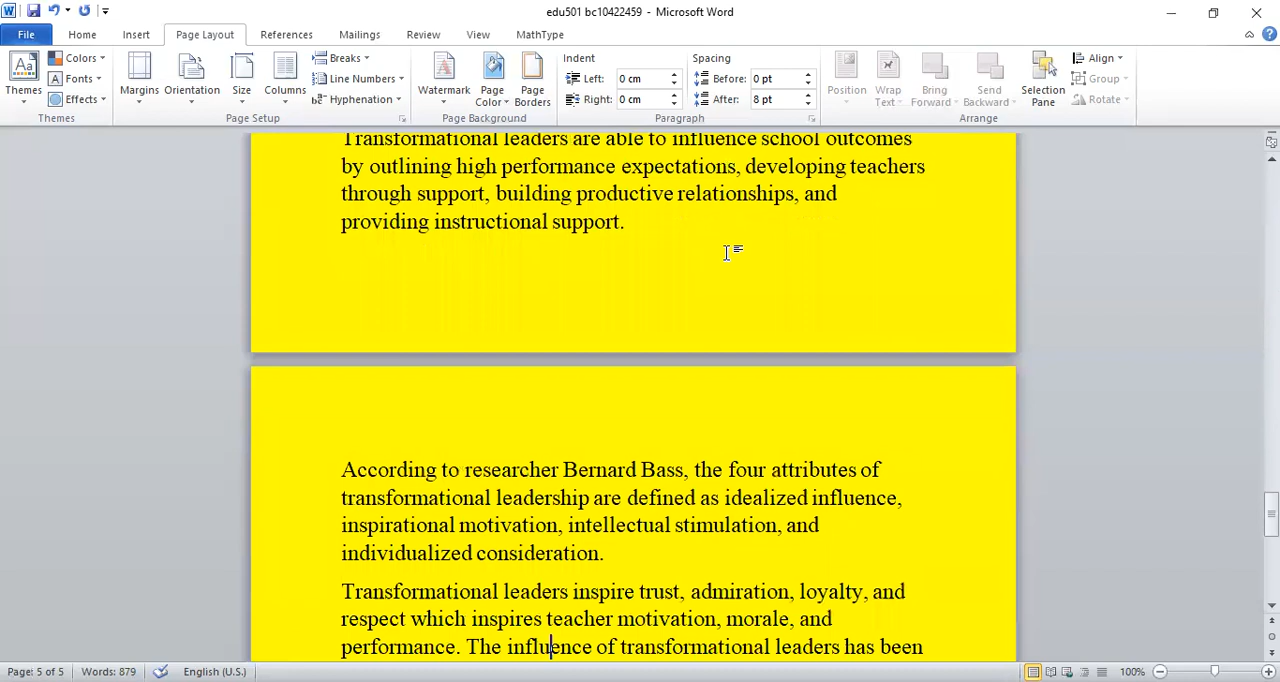 edu501 bc10422459 - Microsoft Word
File Home Insert Page Layout References Mailings Review View MathType
Themes Colors Fonts Effects Margins Orientation Size Columns Breaks Line Numbers Hyphenation Watermark Page Color Page Borders Indent Left: 0 cm Right: 0 cm Spacing Before: 0 pt After: 8 pt Position Wrap Text Bring Forward Send Backward Selection Pane Align Group Rotate
Themes Page Setup Page Background Paragraph Arrange
Transformational leaders are able to influence school outcomes
by outlining high performance expectations, developing teachers
through support, building productive relationships, and
providing instructional support.
According to researcher Bernard Bass, the four attributes of
transformational leadership are defined as idealized influence,
inspirational motivation, intellectual stimulation, and
individualized consideration.
Transformational leaders inspire trust, admiration, loyalty, and
respect which inspires teacher motivation, morale, and
performance. The influence of transformational leaders has been
Page: 5 of 5 Words: 879 English (U.S.) 100%